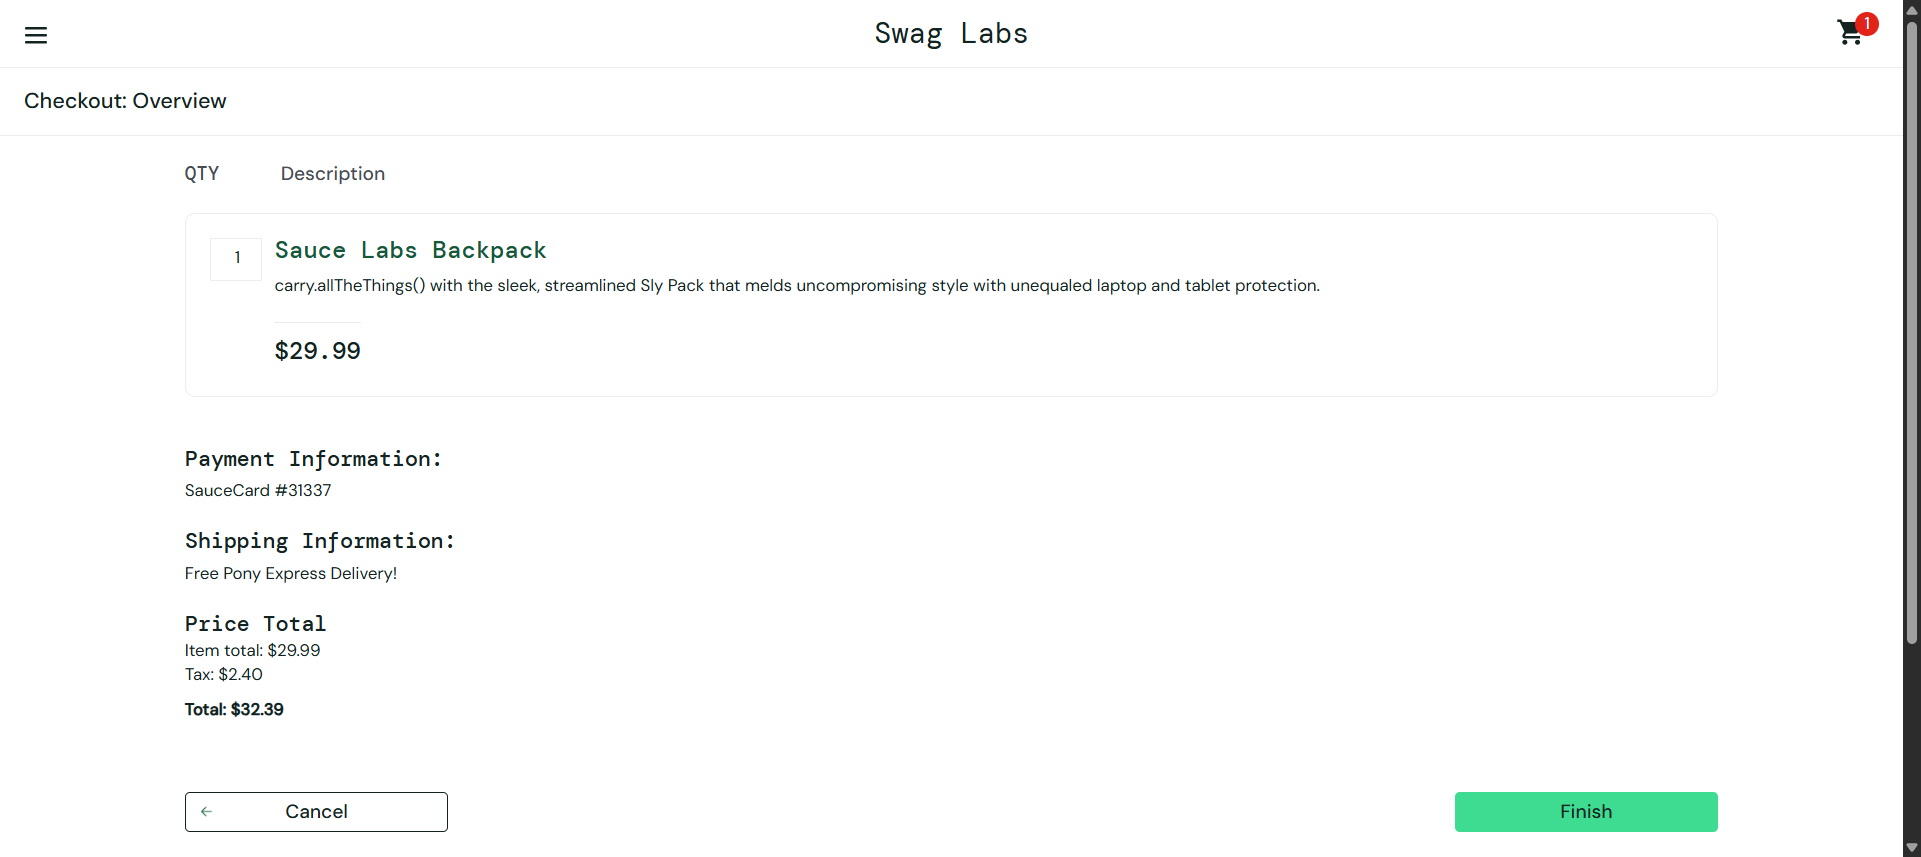 Swag Labs
1
Checkout: Overview
QTY Description
1
Sauce Labs Backpack
carry.allTheThings() with the sleek, streamlined Sly Pack that melds uncompromising style with unequaled laptop and tablet protection.
$29.99
Payment Information:
SauceCard #31337
Shipping Information:
Free Pony Express Delivery!
Price Total
Item total: $29.99
Tax: $2.40
Total: $32.39
Cancel
Finish